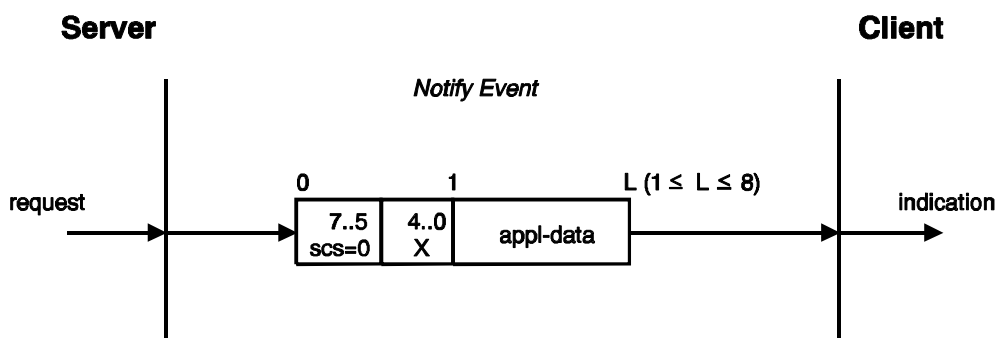 Server Client
Notify Event
0 1 L (1 ≤ L ≤ 8)
request indication
7..5 4..0
appl-data
scs=0 X